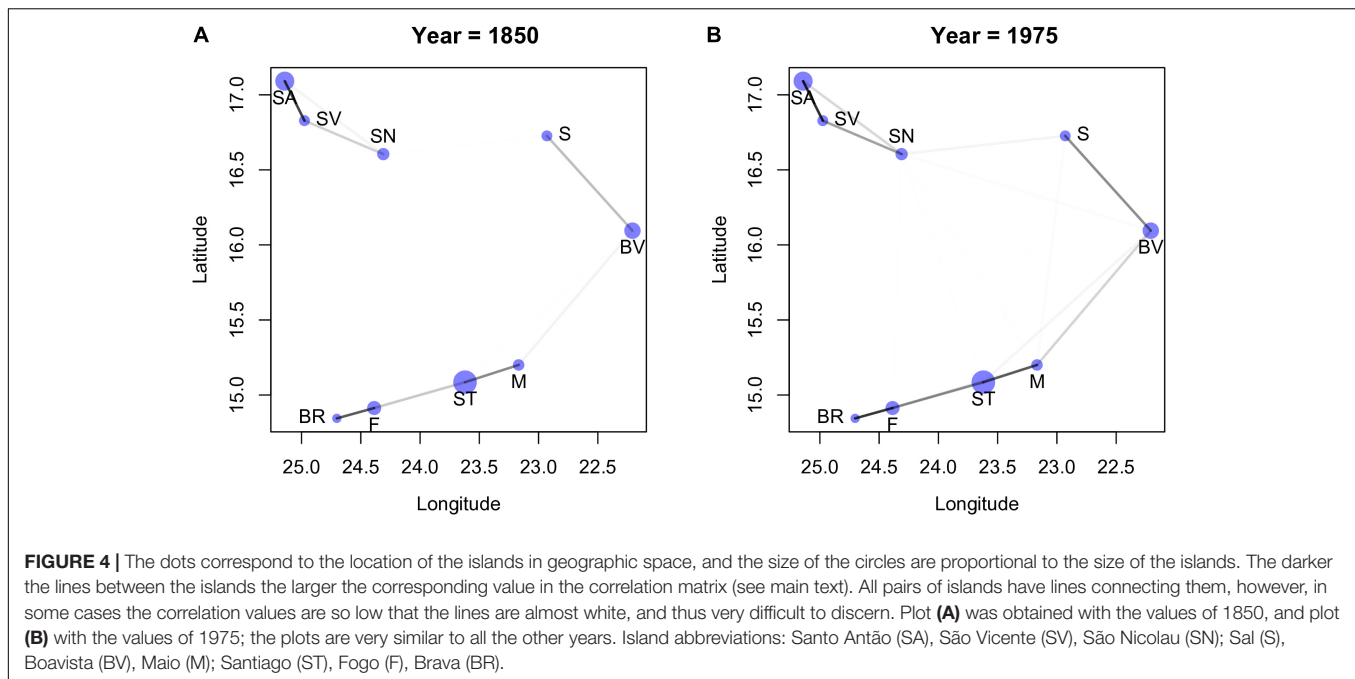 A
Year = 1850
Latitude
17.0
16.5
16.0
15.5
15.0
SA
SV
SN
S
BV
M
ST
F
BR
25.0 24.5 24.0 23.5 23.0 22.5
Longitude
B
Year = 1975
Latitude
17.0
16.5
16.0
15.5
15.0
SA
SV
SN
S
BV
M
ST
F
BR
25.0 24.5 24.0 23.5 23.0 22.5
Longitude
FIGURE 4 | The dots correspond to the location of the islands in geographic space, and the size of the circles are proportional to the size of the islands. The darker
the lines between the islands the larger the corresponding value in the correlation matrix (see main text). All pairs of islands have lines connecting them, however, in
some cases the correlation values are so low that the lines are almost white, and thus very difficult to discern. Plot (A) was obtained with the values of 1850, and plot
(B) with the values of 1975; the plots are very similar to all the other years. Island abbreviations: Santo Antão (SA), São Vicente (SV), São Nicolau (SN); Sal (S),
Boavista (BV), Maio (M); Santiago (ST), Fogo (F), Brava (BR).